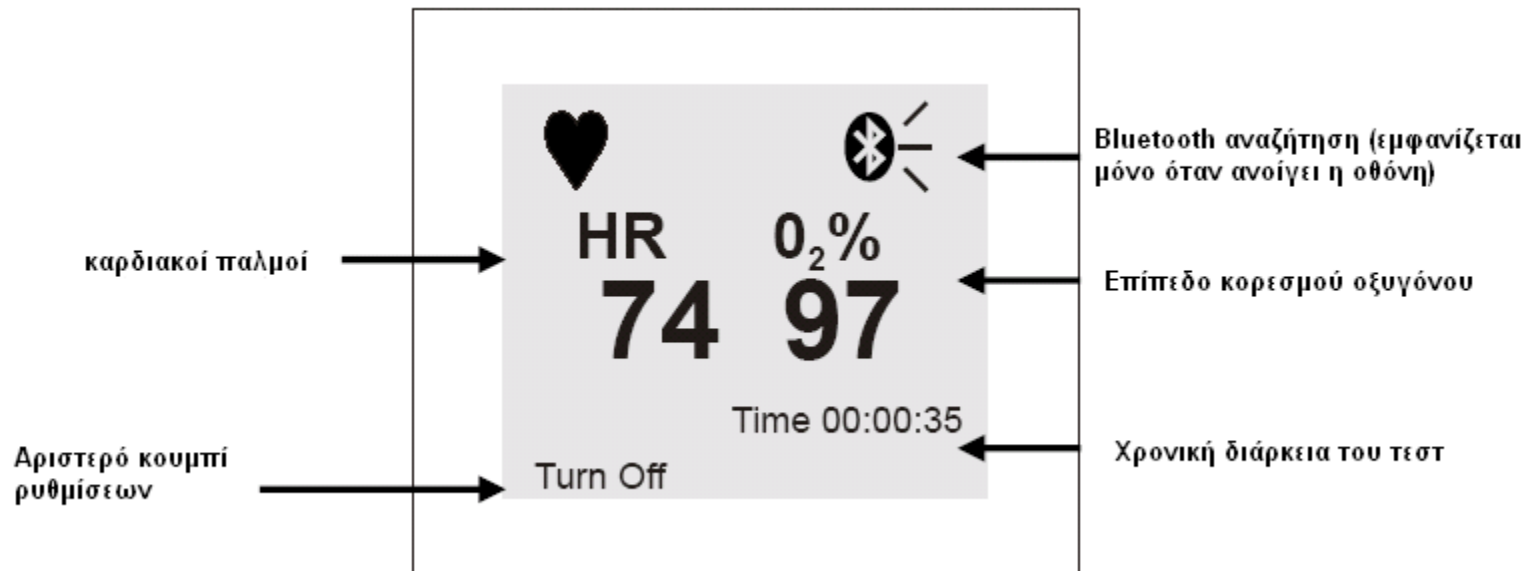 Bluetooth αναζήτηση (εμφανίζεται
μόνο όταν ανοίγει η οθόνη)
HR 0₂%
καρδιακοί παλμοί
Επίπεδο κορεσμού οξυγόνου
74 97
Time 00:00:35
Χρονική διάρκεια του τεστ
Αριστερό κουμπί
ρυθμίσεων
Turn Off